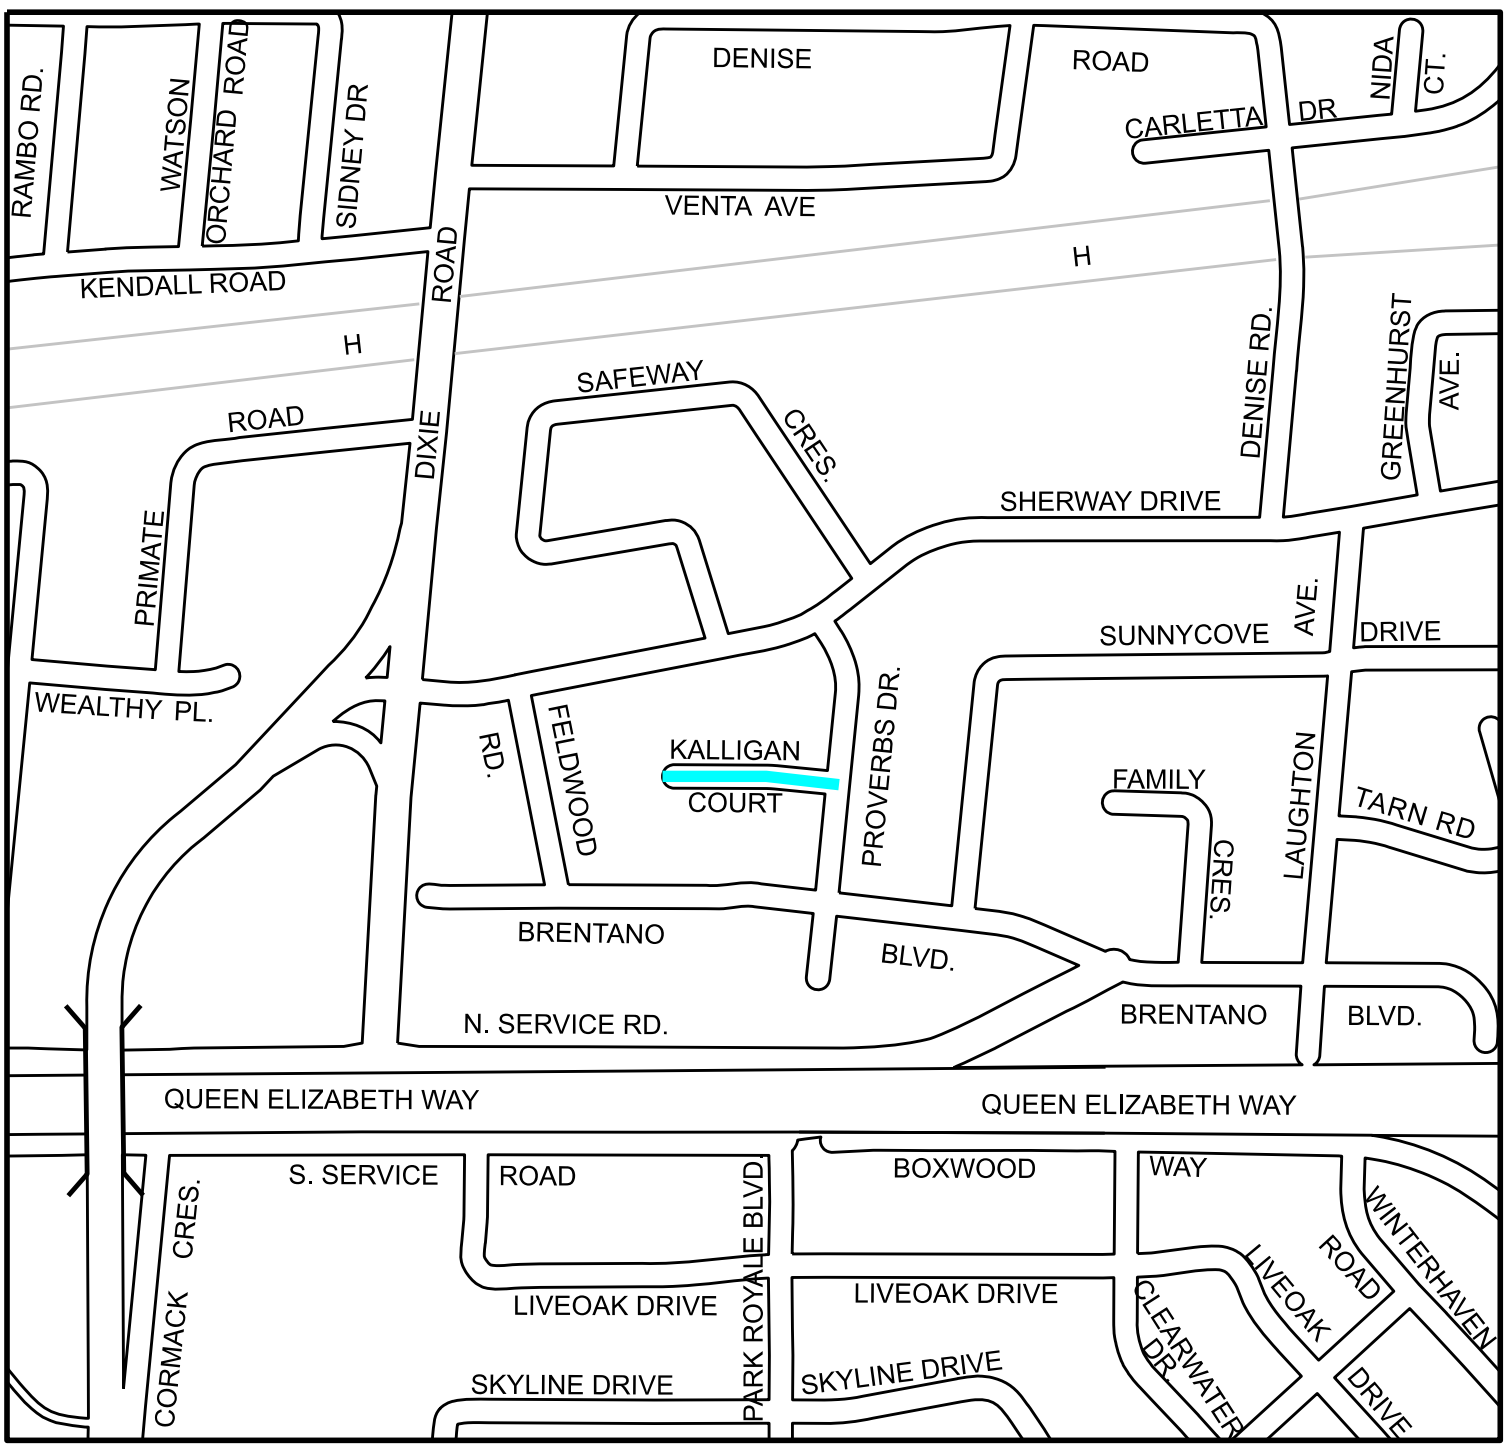 DENISE
ROAD
NIDA
CT.
RAMBO RD.
WATSON
ORCHARD ROAD
SIDNEY DR
CARLETTA
DR
VENTA AVE
KENDALL ROAD
ROAD
H
H
DENISE RD.
GREENHURST
AVE.
SAFEWAY
CRES.
ROAD
DIXIE
PRIMATE
SHERWAY DRIVE
AVE.
SUNNYCOVE
DRIVE
WEALTHY PL.
RD.
FELDWOOD
KALLIGAN
COURT
PROVERBS DR.
FAMILY
CRES.
LAUGHTON
TARN RD
BRENTANO
BLVD.
BRENTANO
BLVD.
N. SERVICE RD.
QUEEN ELIZABETH WAY
QUEEN ELIZABETH WAY
S. SERVICE
ROAD
BOXWOOD
WAY
CORMACK CRES.
PARK ROYALE BLVD.
LIVEOAK DRIVE
LIVEOAK DRIVE
LIVEOAK
ROAD
WINTERHAVEN
CLEARWATER
DR.
SKYLINE DRIVE
SKYLINE DRIVE
DRIVE